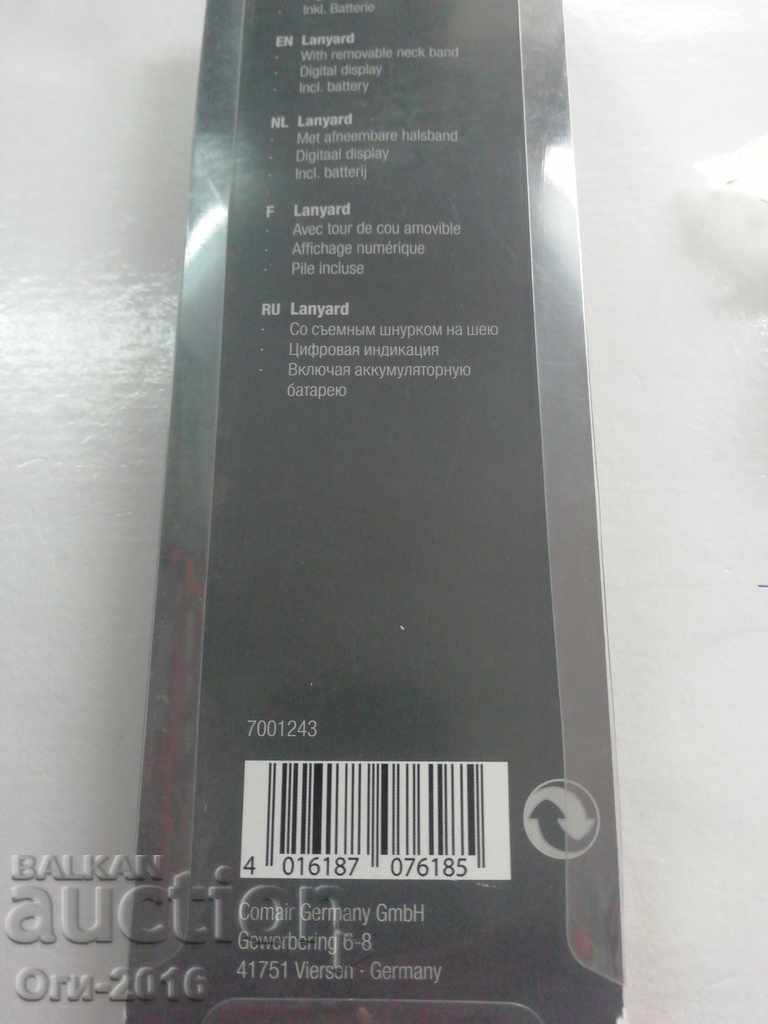 Inkl. Batterie
EN Lanyard
· With removable neck band
· Digital display
· Incl. battery
NL Lanyard
· Met afneembare halsband
· Digitaal display
· Incl. batterij
F Lanyard
· Avec tour de cou amovible
· Affichage numérique
· Pile incluse
RU Lanyard
· Со съемным шнурком на шею
· Цифровая индикация
· Включая аккумуляторную
батарею
7001243
4 016187 076185
Comair Germany GmbH
Gewerbering 6-8
41751 Viersen · Germany
BALKAN
auction
Оги-2016